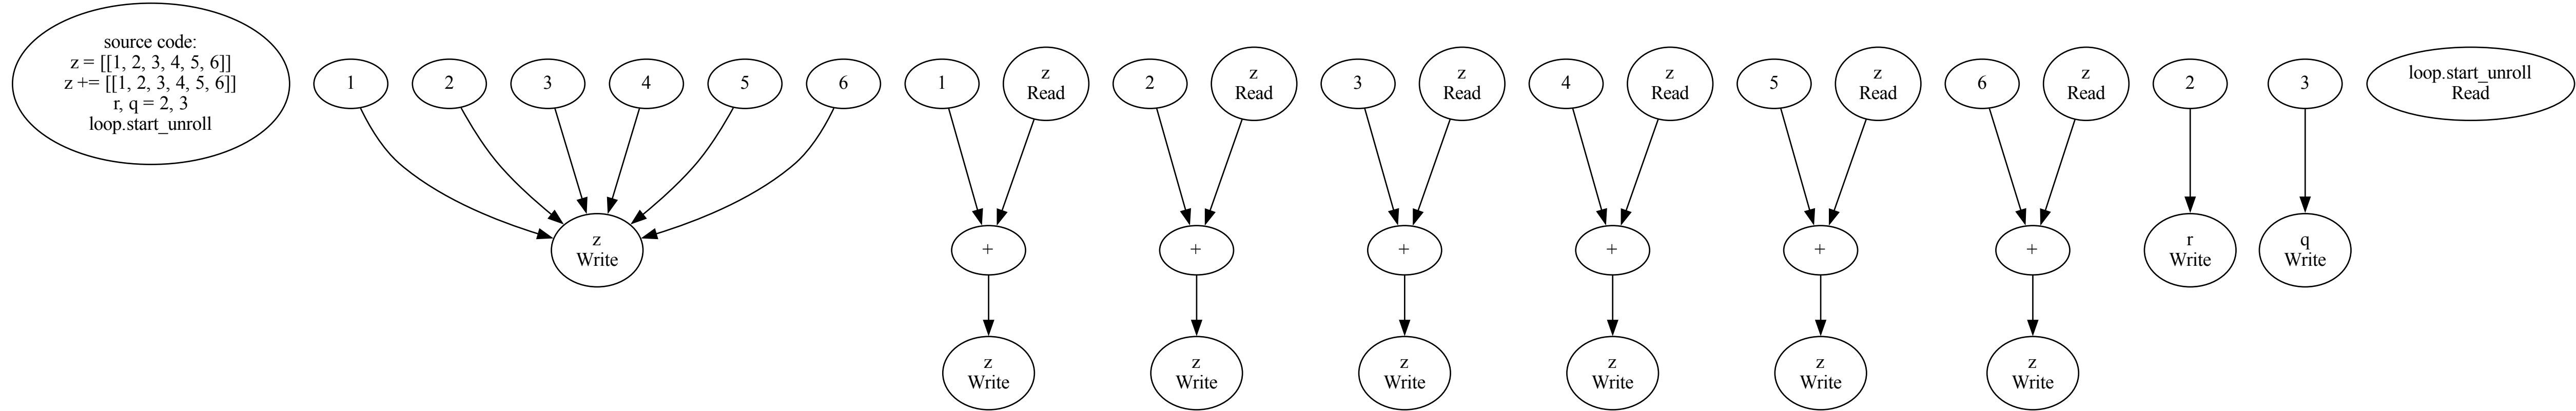 source code:
z = [[1, 2, 3, 4, 5, 6]]
z += [[1, 2, 3, 4, 5, 6]]
r, q = 2, 3
loop.start_unroll
1
2
3
4
5
6
1
z
Read
2
z
Read
3
z
Read
4
z
Read
5
z
Read
6
z
Read
2
3
loop.start_unroll
Read
z
Write
+
+
+
+
+
+
r
Write
q
Write
z
Write
z
Write
z
Write
z
Write
z
Write
z
Write